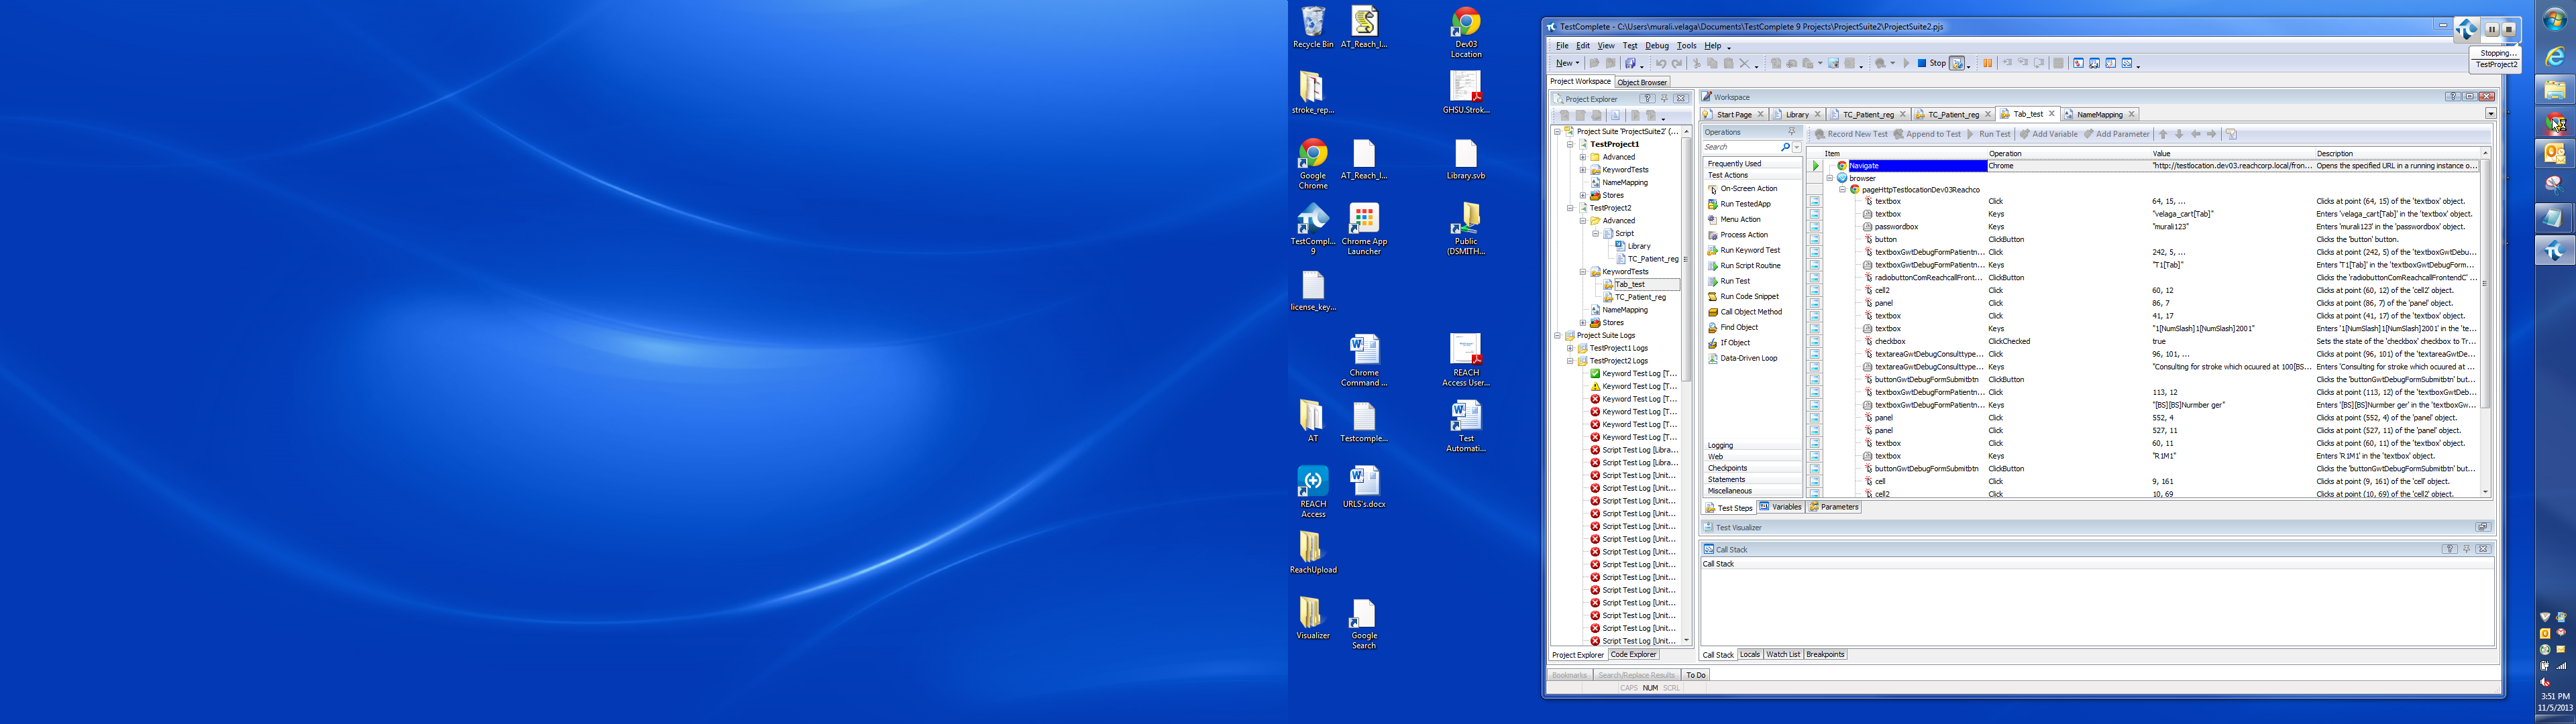 Recycle Bin
AT_Reach_I...
Dev03
Location
stroke_rep...
GHSU.Strok...
Google
Chrome
AT_Reach_I...
Library.svb
TestCompl...
9
Chrome App
Launcher
Public
(DSMITH...
license_key...
Chrome
Command ...
REACH
Access User...
AT
Testcomple...
Test
Automati...
REACH
Access
URLS's.docx
ReachUpload
Visualizer
Google
Search
TestComplete - C:\Users\murali.velaga\Documents\TestComplete 9 Projects\ProjectSuite2\ProjectSuite2.pjs
File Edit View Test Debug Tools Help
New Stop
Stopping...
TestProject2
Project Workspace Object Browser
Project Explorer
Project Suite 'ProjectSuite2' (...
TestProject1
Advanced
KeywordTests
NameMapping
Stores
TestProject2
Advanced
Script
Library
TC_Patient_reg
KeywordTests
Tab_test
TC_Patient_reg
NameMapping
Stores
Project Suite Logs
TestProject1 Logs
TestProject2 Logs
Keyword Test Log [T...
Keyword Test Log [T...
Keyword Test Log [T...
Keyword Test Log [T...
Keyword Test Log [T...
Keyword Test Log [T...
Script Test Log [Libra...
Script Test Log [Libra...
Script Test Log [Unit...
Script Test Log [Unit...
Script Test Log [Unit...
Script Test Log [Unit...
Script Test Log [Unit...
Script Test Log [Unit...
Script Test Log [Unit...
Script Test Log [Unit...
Script Test Log [Unit...
Script Test Log [Unit...
Script Test Log [Unit...
Script Test Log [Unit...
Script Test Log [Unit...
Script Test Log [Unit...
Project Explorer Code Explorer
Workspace
Start Page Library TC_Patient_reg TC_Patient_reg Tab_test NameMapping
Operations
Search
Frequently Used
Test Actions
On-Screen Action
Run TestedApp
Menu Action
Process Action
Run Keyword Test
Run Script Routine
Run Test
Run Code Snippet
Call Object Method
Find Object
If Object
Data-Driven Loop
Logging
Web
Checkpoints
Statements
Miscellaneous
Record New Test Append to Test Run Test Add Variable Add Parameter
Item Operation Value Description
Navigate Chrome "http://testlocation.dev03.reachcorp.local/fron... Opens the specified URL in a running instance o...
browser
pageHttpTestlocationDev03Reachco
textbox Click 64, 15, ... Clicks at point (64, 15) of the 'textbox' object.
textbox Keys "velaga_cart[Tab]" Enters 'velaga_cart[Tab]' in the 'textbox' object.
passwordbox Keys "murali123" Enters 'murali123' in the 'passwordbox' object.
button ClickButton Clicks the 'button' button.
textboxGwtDebugFormPatientn... Click 242, 5, ... Clicks at point (242, 5) of the 'textboxGwtDebu...
textboxGwtDebugFormPatientn... Keys "T1[Tab]" Enters 'T1[Tab]' in the 'textboxGwtDebugForm...
radiobuttonComReachcallFront... ClickButton Clicks the 'radiobuttonComReachcallFrontendC'
cell2 Click 60, 12 Clicks at point (60, 12) of the 'cell2' object.
panel Click 86, 7 Clicks at point (86, 7) of the 'panel' object.
textbox Click 41, 17 Clicks at point (41, 17) of the 'textbox' object.
textbox Keys "1[NumSlash]1[NumSlash]2001" Enters '1[NumSlash]1[NumSlash]2001' in the 'te...
checkbox ClickChecked true Sets the state of the 'checkbox' checkbox to Tr...
textareaGwtDebugConsulttype... Click 96, 101, ... Clicks at point (96, 101) of the 'textareaGwtDe...
textareaGwtDebugConsulttype... Keys "Consulting for stroke which ocuured at 100[BS... Enters 'Consulting for stroke which ocuured at ...
buttonGwtDebugFormSubmitbtn ClickButton Clicks the 'buttonGwtDebugFormSubmitbtn' but...
textboxGwtDebugFormPatientn... Click 113, 12 Clicks at point (113, 12) of the 'textboxGwtDeb...
textboxGwtDebugFormPatientn... Keys "[BS][BS]Nurmber ger" Enters '[BS][BS]Nurmber ger' in the 'textboxGw...
panel Click 552, 4 Clicks at point (552, 4) of the 'panel' object.
panel Click 527, 11 Clicks at point (527, 11) of the 'panel' object.
textbox Click 60, 11 Clicks at point (60, 11) of the 'textbox' object.
textbox Keys "R1M1" Enters 'R1M1' in the 'textbox' object.
buttonGwtDebugFormSubmitbtn ClickButton Clicks the 'buttonGwtDebugFormSubmitbtn' but...
cell Click 9, 161 Clicks at point (9, 161) of the 'cell' object.
cell2 Click 10, 69 Clicks at point (10, 69) of the 'cell2' object.
Test Steps Variables Parameters
Test Visualizer
Call Stack
Call Stack
Call Stack Locals Watch List Breakpoints
Bookmarks Search/Replace Results To Do
CAPS NUM SCRL
3:51 PM
11/5/2013